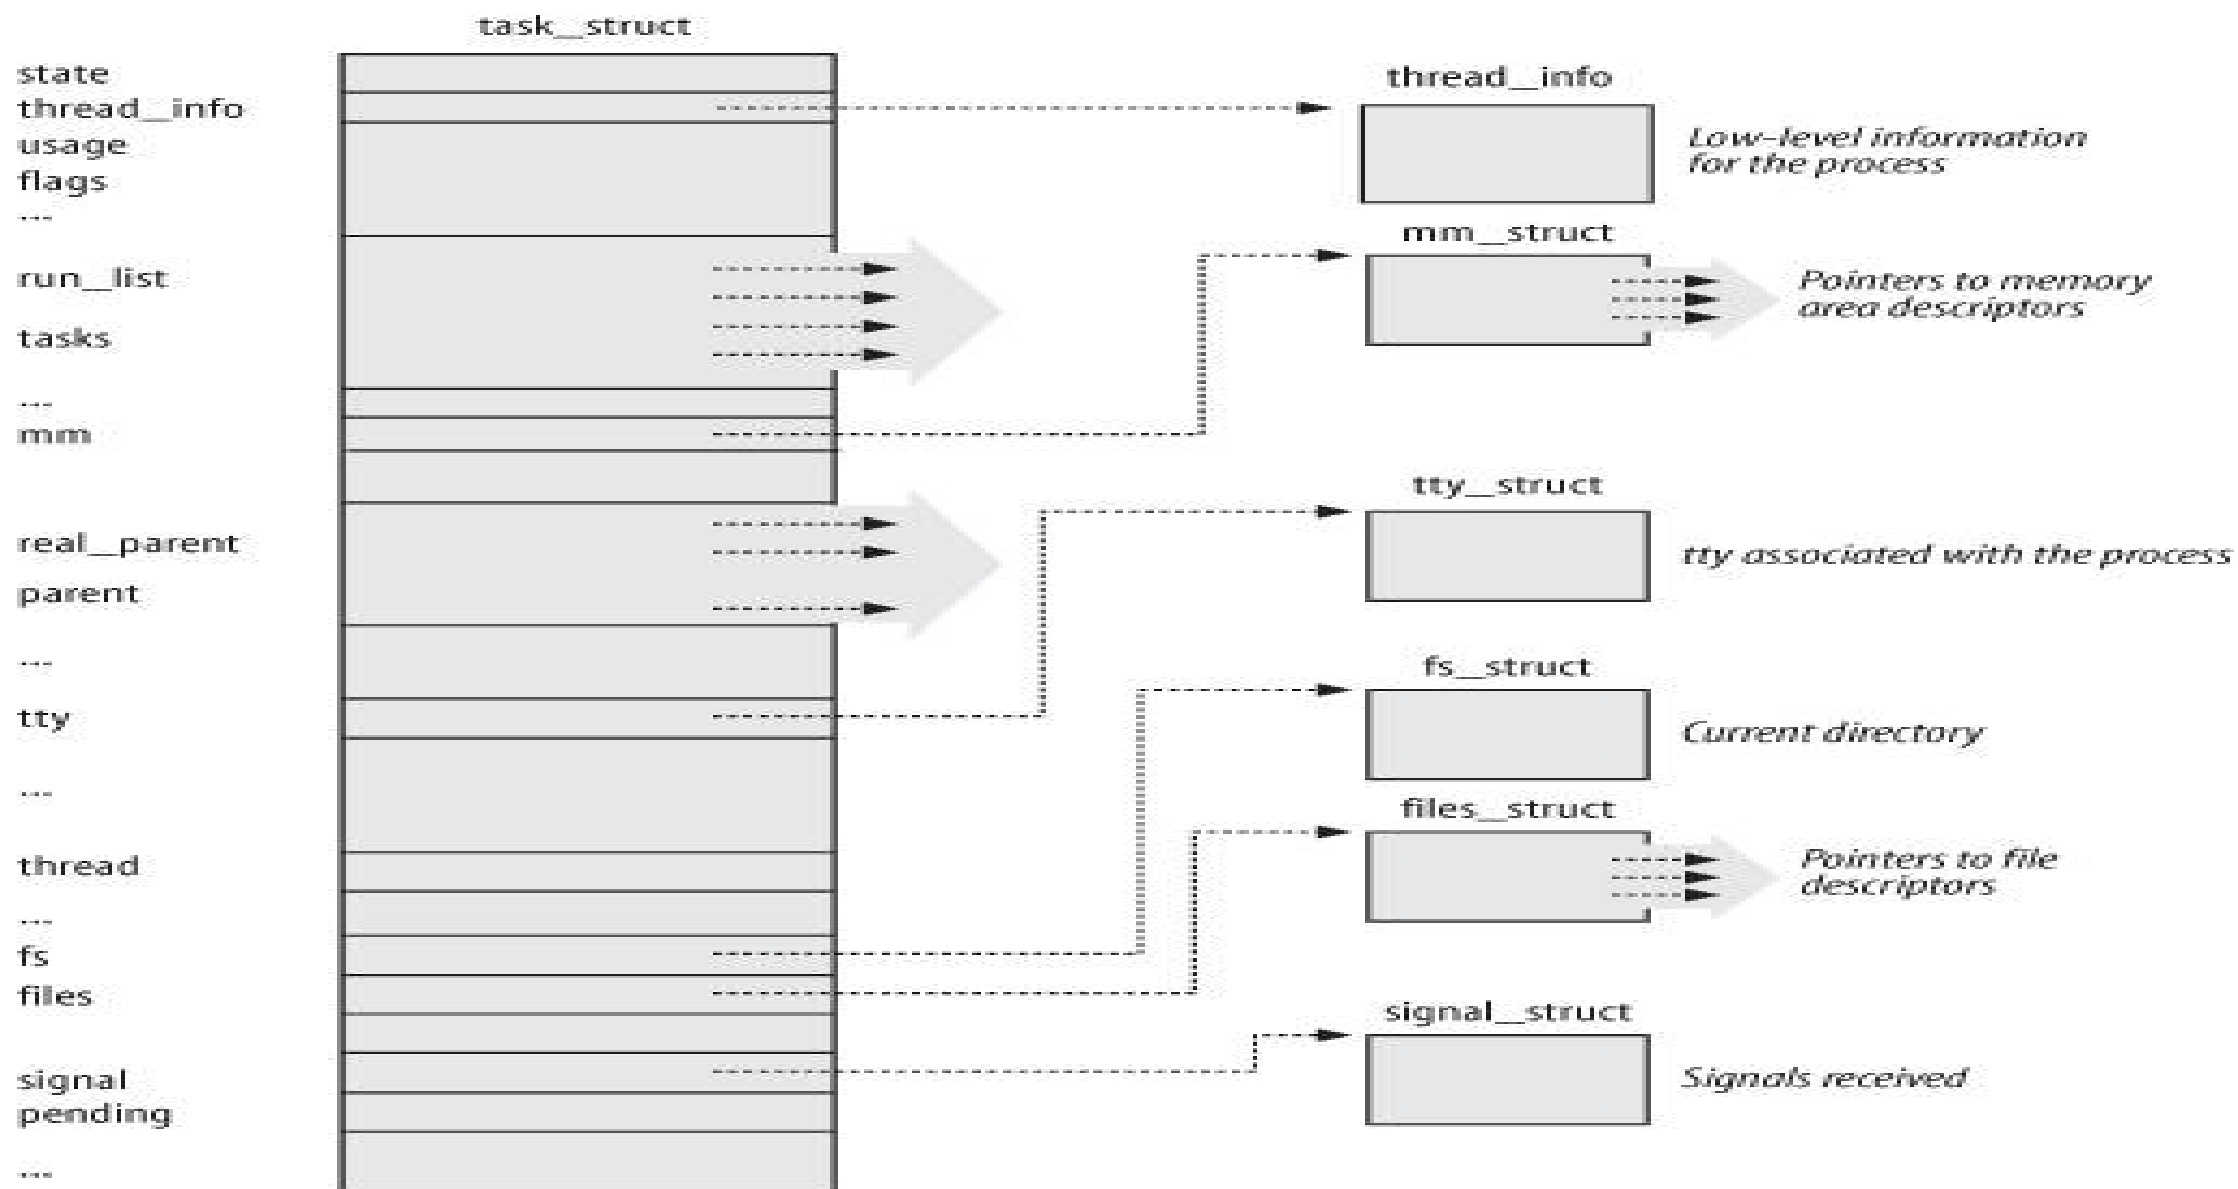 task_struct
state
thread_info
usage
flags
...
run_list
tasks
...
mm
real_parent
parent
...
tty
...
thread
...
fs
files
signal
pending
...
thread_info
Low-level information
for the process
mm_struct
Pointers to memory
area descriptors
tty_struct
tty associated with the process
fs_struct
Current directory
files_struct
Pointers to file
descriptors
signal_struct
Signals received